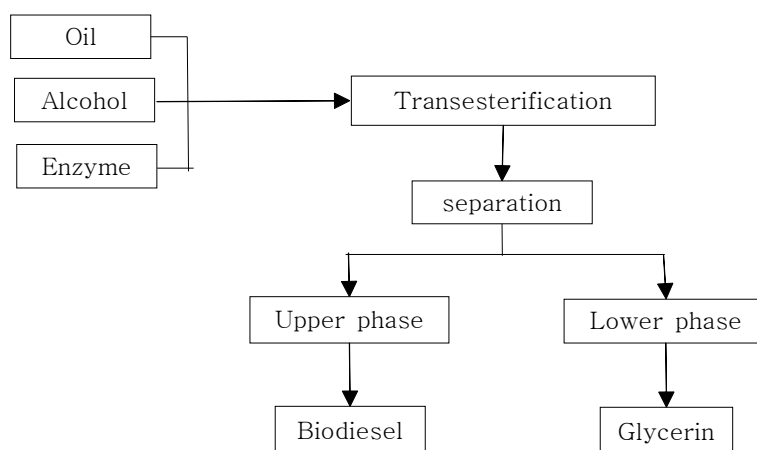 Oil
Alcohol
Enzyme
Transesterification
separation
Upper phase
Lower phase
Biodiesel
Glycerin